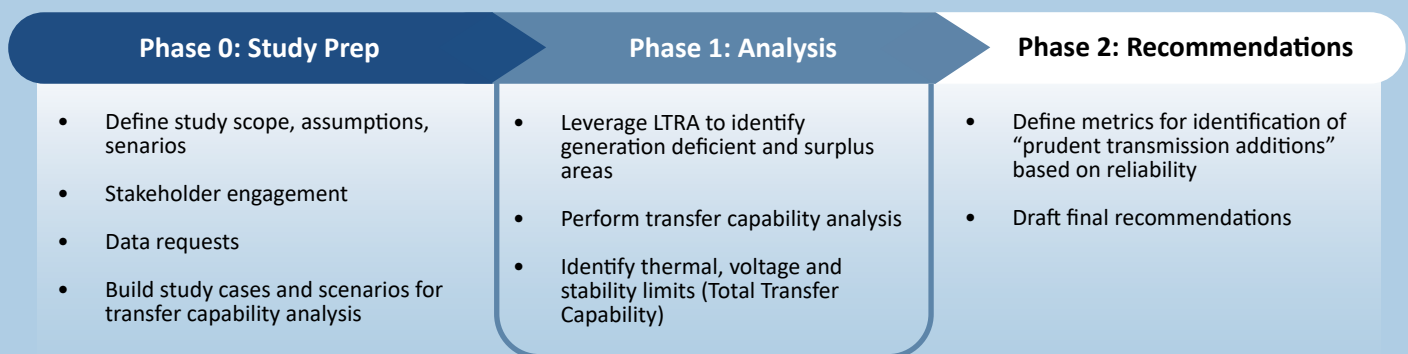 Phase 0: Study Prep
• Define study scope, assumptions,
senarios
• Stakeholder engagement
• Data requests
• Build study cases and scenarios for
transfer capability analysis
Phase 1: Analysis
• Leverage LTRA to identify
generation deficient and surplus
areas
• Perform transfer capability analysis
• Identify thermal, voltage and
stability limits (Total Transfer
Capability)
Phase 2: Recommendations
• Define metrics for identification of
“prudent transmission additions”
based on reliability
• Draft final recommendations